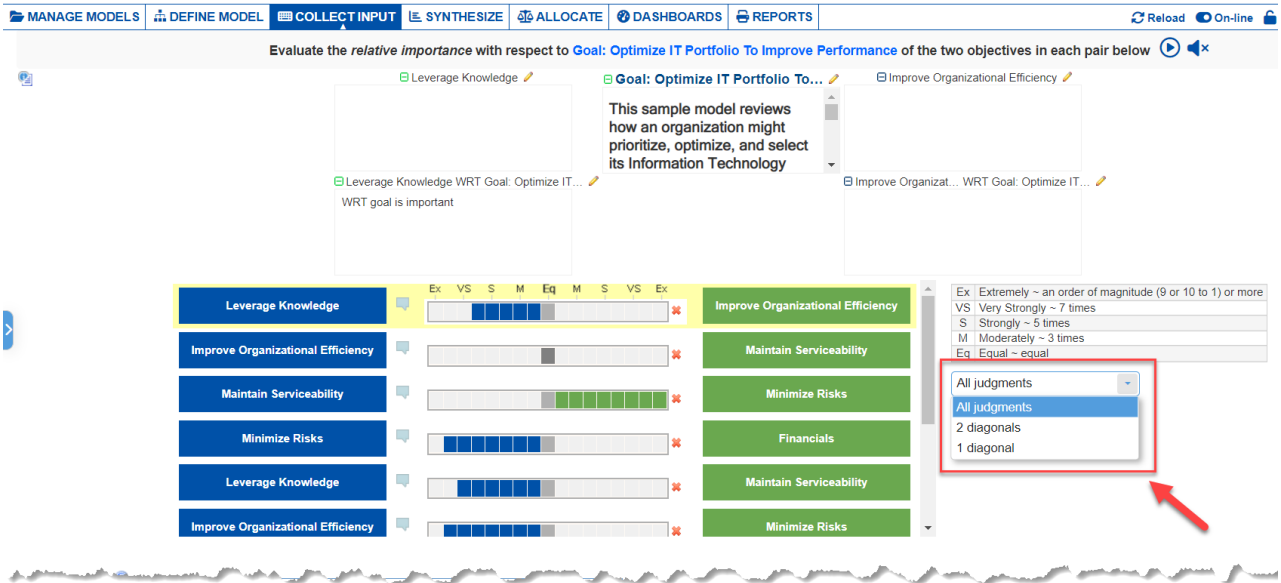 MANAGE MODELS DEFINE MODEL COLLECT INPUT SYNTHESIZE ALLOCATE DASHBOARDS REPORTS Reload On-line
Evaluate the relative importance with respect to Goal: Optimize IT Portfolio To Improve Performance of the two objectives in each pair below
Leverage Knowledge
Goal: Optimize IT Portfolio To...
Improve Organizational Efficiency
This sample model reviews
how an organization might
prioritize, optimize, and select
its Information Technology
Leverage Knowledge WRT Goal: Optimize IT...
Improve Organizat... WRT Goal: Optimize IT...
WRT goal is important
Ex VS S M Eq M S VS Ex
Leverage Knowledge Improve Organizational Efficiency
Improve Organizational Efficiency Maintain Serviceability
Maintain Serviceability Minimize Risks
Minimize Risks Financials
Leverage Knowledge Maintain Serviceability
Improve Organizational Efficiency Minimize Risks
Ex Extremely ~ an order of magnitude (9 or 10 to 1) or more
VS Very Strongly ~ 7 times
S Strongly ~ 5 times
M Moderately ~ 3 times
Eq Equal ~ equal
All judgments
All judgments
2 diagonals
1 diagonal